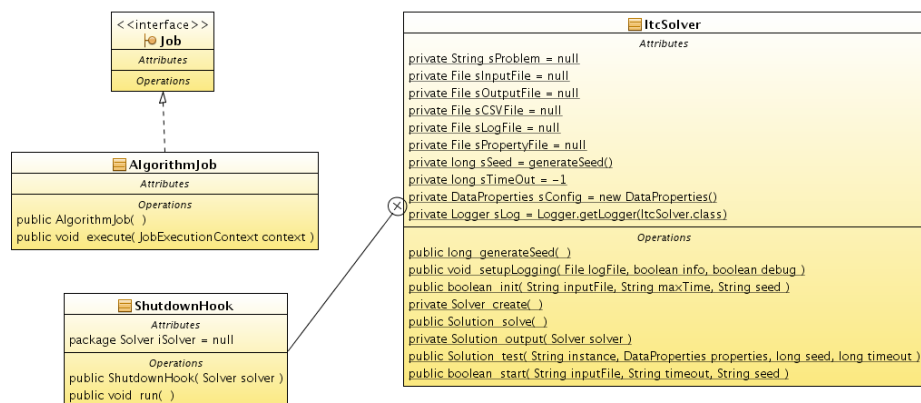 <<interface>>
Job
Attributes
Operations
AlgorithmJob
Attributes
Operations
public AlgorithmJob( )
public void execute( JobExecutionContext context )
ShutdownHook
Attributes
package Solver iSolver = null
Operations
public ShutdownHook( Solver solver )
public void run( )
ItcSolver
Attributes
private String sProblem = null
private File sInputFile = null
private File sOutputFile = null
private File sCSVFile = null
private File sLogFile = null
private File sPropertyFile = null
private long sSeed = generateSeed()
private long sTimeOut = -1
private DataProperties sConfig = new DataProperties()
private Logger sLog = Logger.getLogger(ItcSolver.class)
Operations
public long generateSeed( )
public void setupLogging( File logFile, boolean info, boolean debug )
public boolean init( String inputFile, String maxTime, String seed )
private Solver create( )
public Solution solve( )
private Solution output( Solver solver )
public Solution test( String instance, DataProperties properties, long seed, long timeout )
public boolean start( String inputFile, String timeout, String seed )